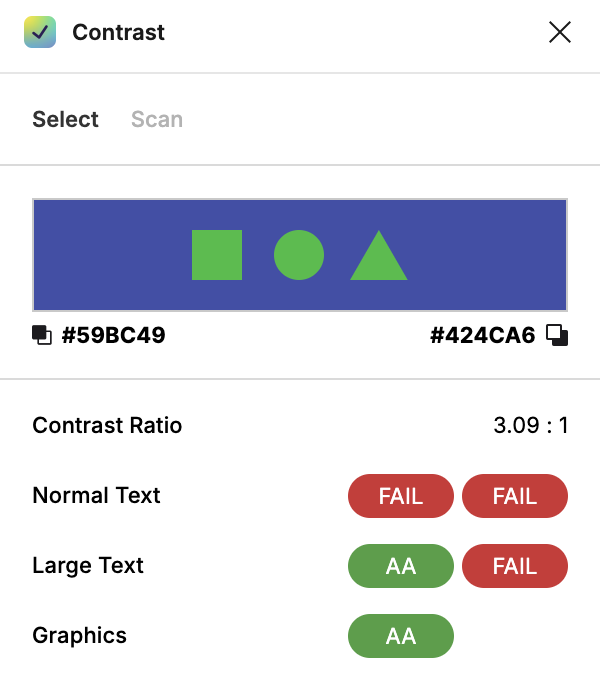 Contrast
Select Scan
#59BC49 #424CA6
Contrast Ratio 3.09 : 1
Normal Text FAIL FAIL
Large Text AA FAIL
Graphics AA